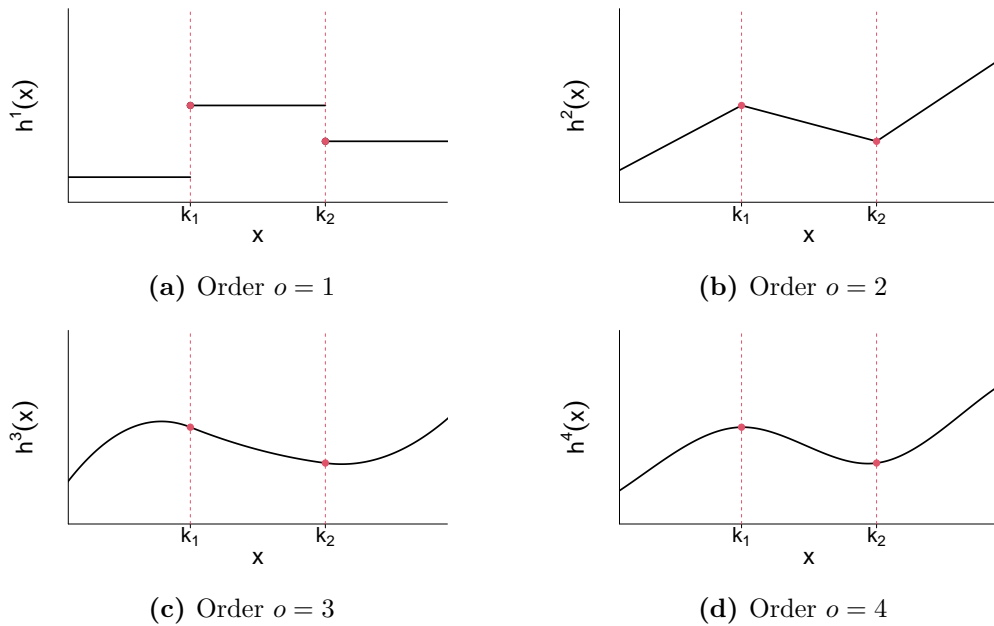 h¹(x)
k₁ k₂
x
(a) Order o = 1
h²(x)
k₁ k₂
x
(b) Order o = 2
h³(x)
k₁ k₂
x
(c) Order o = 3
h⁴(x)
k₁ k₂
x
(d) Order o = 4